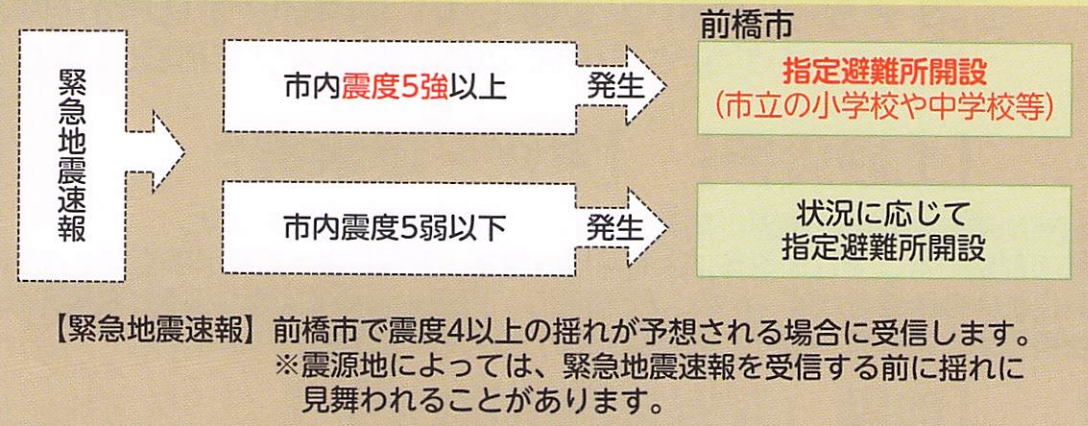 緊急地震速報
市内震度5強以上
発生
前橋市
指定避難所開設
(市立の小学校や中学校等)
市内震度5弱以下
発生
状況に応じて
指定避難所開設
【緊急地震速報】前橋市で震度4以上の揺れが予想される場合に受信します。
※震源地によっては、緊急地震速報を受信する前に揺れに
見舞われることがあります。